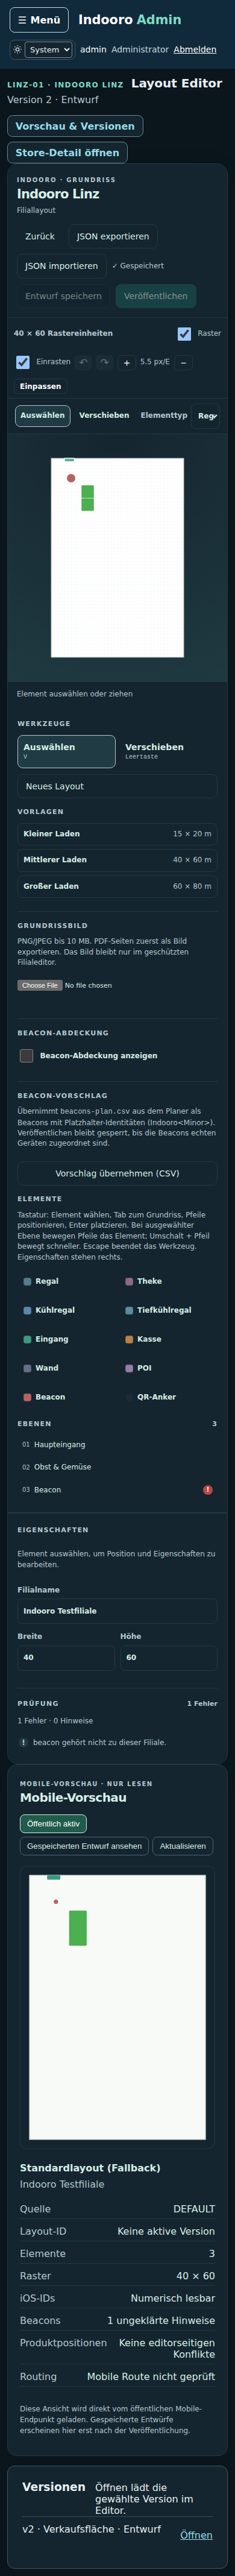 ☰ Menü Indooro Admin
System admin Administrator Abmelden
LINZ-01 · INDOORO LINZ Layout Editor
Version 2 · Entwurf
Vorschau & Versionen
Store-Detail öffnen
INDOORO · GRUNDRISS
Indooro Linz
Filiallayout
Zurück JSON exportieren
JSON importieren ✓ Gespeichert
Entwurf speichern Veröffentlichen
40 × 60 Rastereinheiten Raster
Einrasten ↶ ↷ + 5.5 px/E −
Einpassen
Auswählen Verschieben Elementtyp Reg
Element auswählen oder ziehen
WERKZEUGE
Auswählen Verschieben
V Leertaste
Neues Layout
VORLAGEN
Kleiner Laden 15 × 20 m
Mittlerer Laden 40 × 60 m
Großer Laden 60 × 80 m
GRUNDRISSBILD
PNG/JPEG bis 10 MB. PDF-Seiten zuerst als Bild
exportieren. Das Bild bleibt nur im geschützten
Filialeditor.
Choose File No file chosen
BEACON-ABDECKUNG
Beacon-Abdeckung anzeigen
BEACON-VORSCHLAG
Übernimmt beacons-plan.csv aus dem Planer als
Beacons mit Platzhalter-Identitäten (Indooro<Minor>).
Veröffentlichen bleibt gesperrt, bis die Beacons echten
Geräten zugeordnet sind.
Vorschlag übernehmen (CSV)
ELEMENTE
Tastatur: Element wählen, Tab zum Grundriss, Pfeile
positionieren, Enter platzieren. Bei ausgewählter
Ebene bewegen Pfeile das Element; Umschalt + Pfeil
bewegt schneller. Escape beendet das Werkzeug.
Eigenschaften stehen rechts.
Regal Theke
Kühlregal Tiefkühlregal
Eingang Kasse
Wand POI
Beacon QR-Anker
EBENEN 3
01 Haupteingang
02 Obst & Gemüse
03 Beacon !
EIGENSCHAFTEN
Element auswählen, um Position und Eigenschaften zu
bearbeiten.
Filialname
Indooro Testfiliale
Breite Höhe
40 60
PRÜFUNG 1 Fehler
1 Fehler · 0 Hinweise
! beacon gehört nicht zu dieser Filiale.
MOBILE-VORSCHAU · NUR LESEN
Mobile-Vorschau
Öffentlich aktiv
Gespeicherten Entwurf ansehen Aktualisieren
Standardlayout (Fallback)
Indooro Testfiliale
Quelle DEFAULT
Layout-ID Keine aktive Version
Elemente 3
Raster 40 × 60
iOS-IDs Numerisch lesbar
Beacons 1 ungeklärte Hinweise
Produktpositionen Keine editorseitigen
Konflikte
Routing Mobile Route nicht geprüft
Diese Ansicht wird direkt vom öffentlichen Mobile-
Endpunkt geladen. Gespeicherte Entwürfe
erscheinen hier erst nach der Veröffentlichung.
Versionen Öffnen lädt die
gewählte Version im
Editor.
v2 · Verkaufsfläche · Entwurf Öffnen